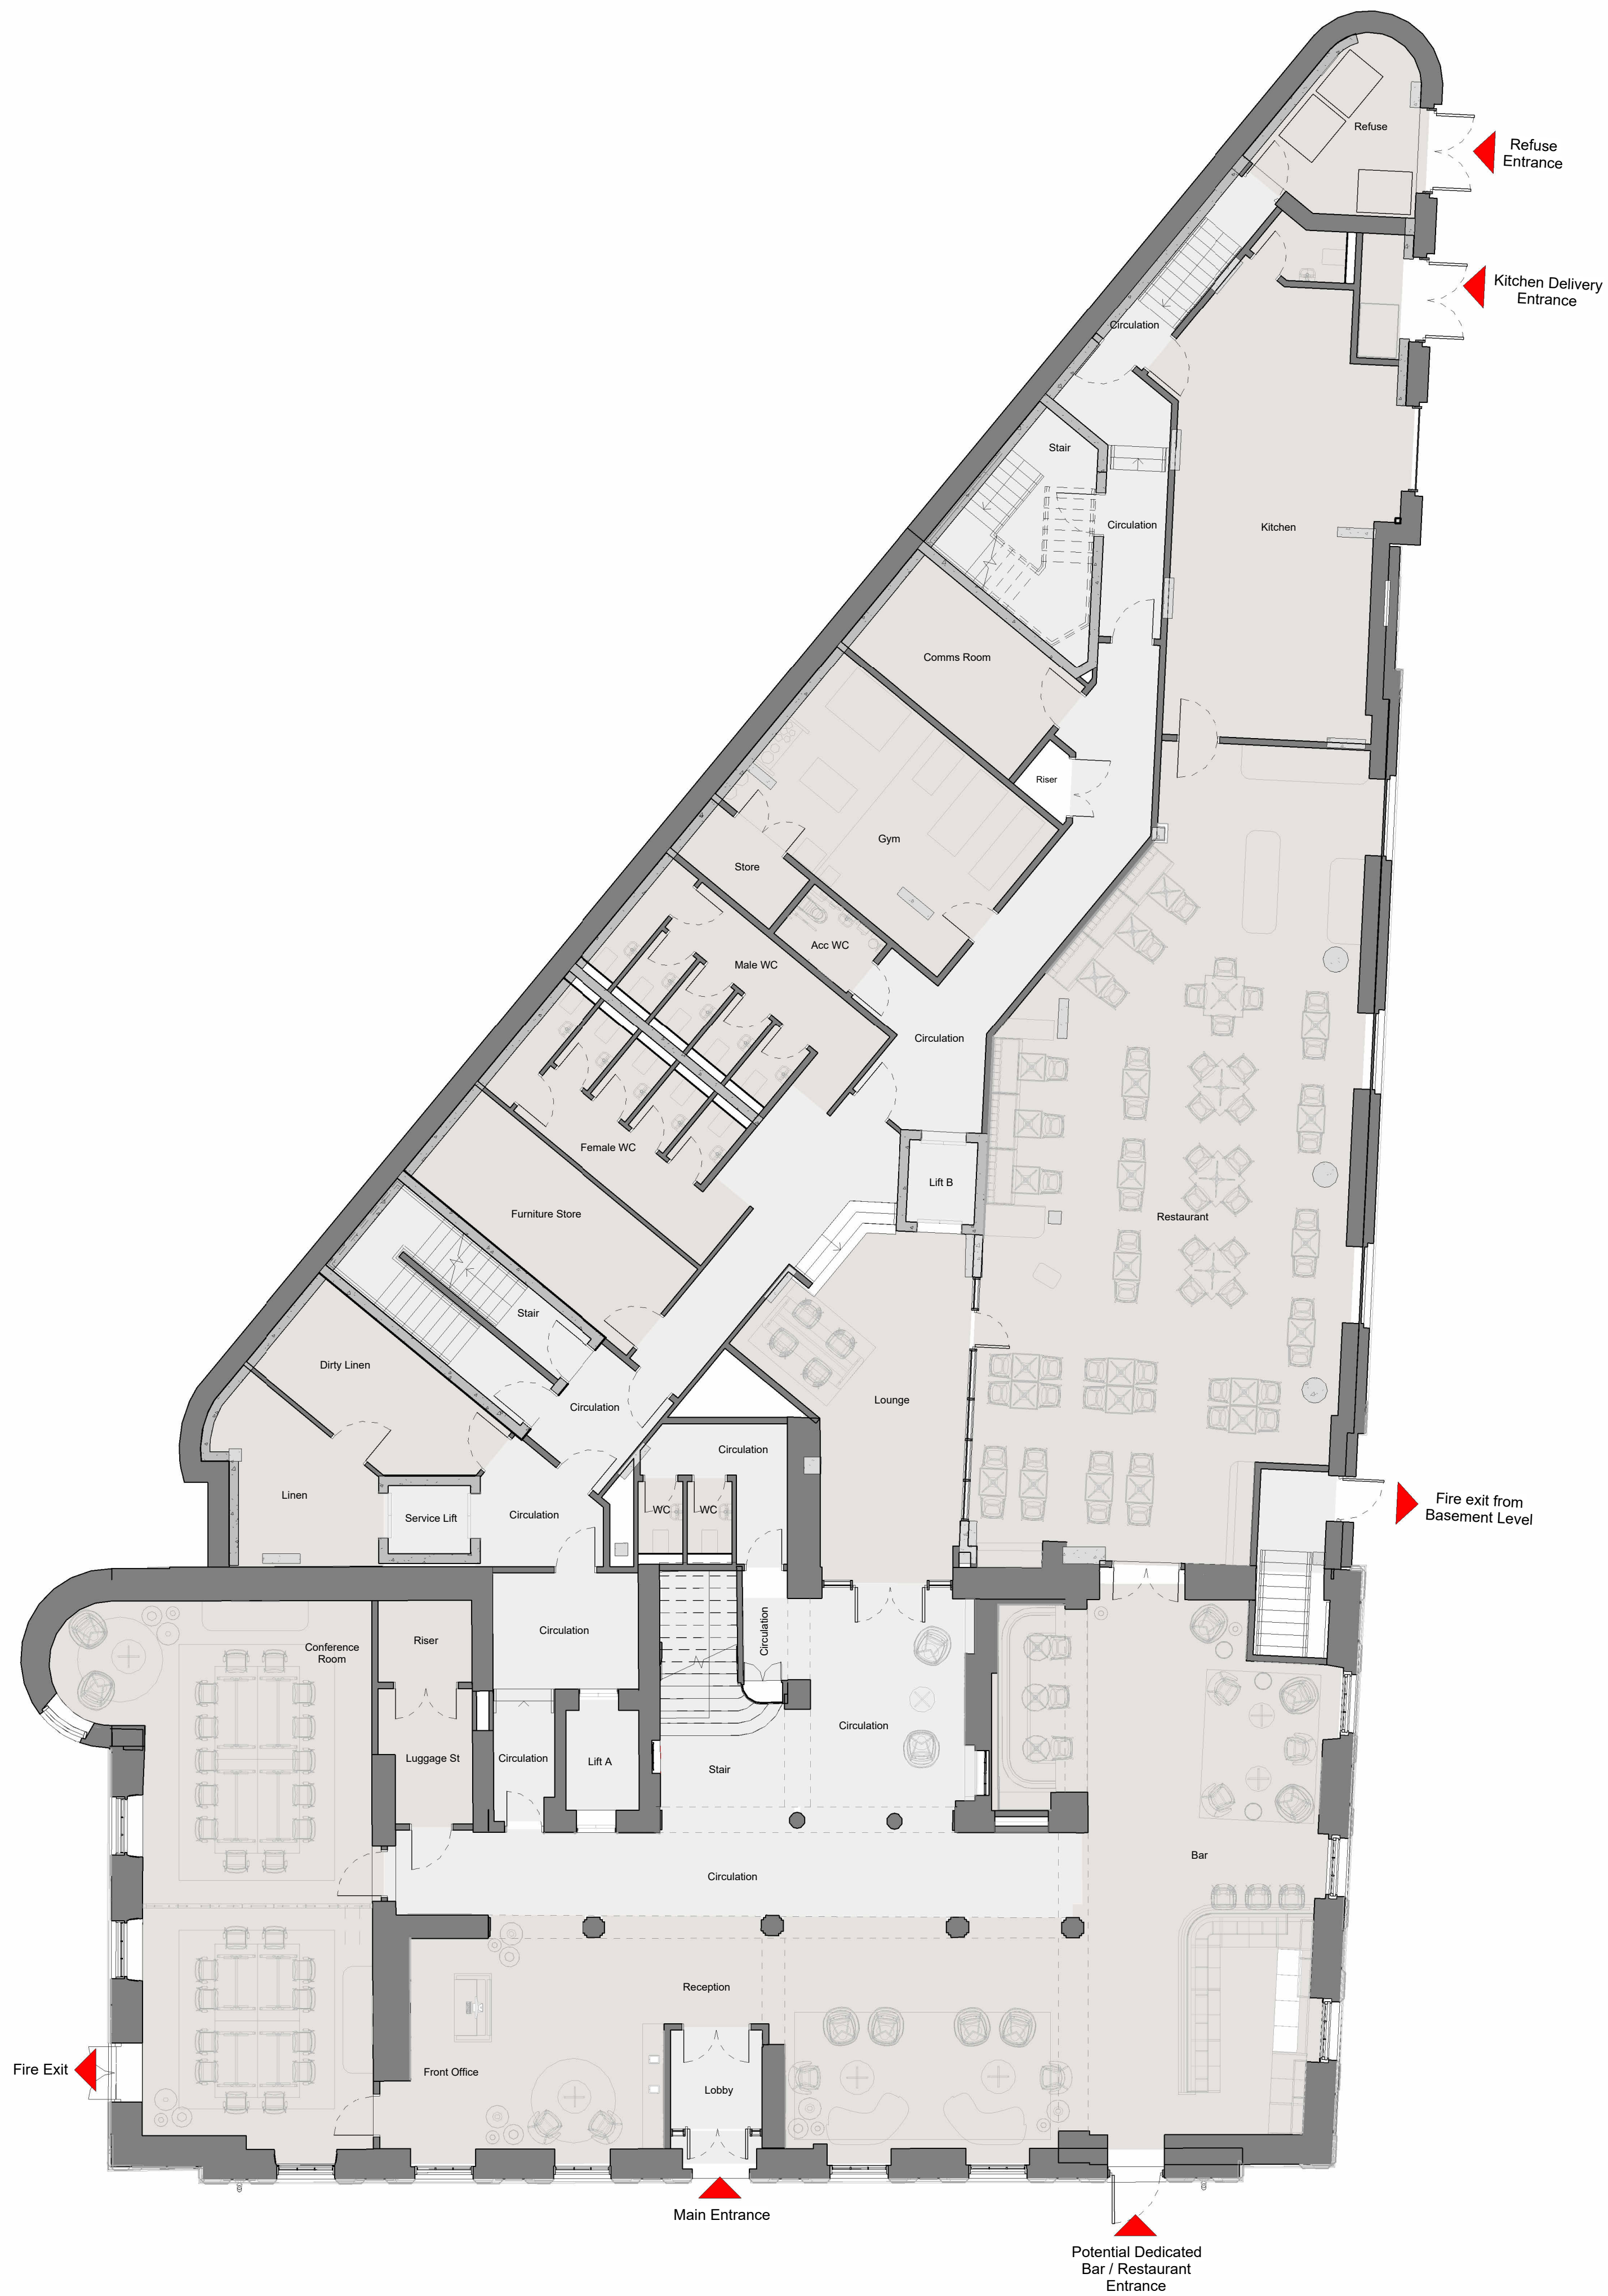 Refuse
Refuse
Entrance
Kitchen Delivery
Entrance
Circulation
Stair
Circulation
Kitchen
Comms Room
Riser
Gym
Store
Acc WC
Male WC
Circulation
Female WC
Lift B
Furniture Store
Restaurant
Stair
Dirty Linen
Lounge
Circulation
Circulation
Linen
WC
WC
Service Lift
Circulation
Fire exit from
Basement Level
Conference
Room
Riser
Circulation
Circulation
Circulation
Luggage St
Circulation
Lift A
Stair
Bar
Circulation
Reception
Fire Exit
Front Office
Lobby
Main Entrance
Potential Dedicated
Bar / Restaurant
Entrance